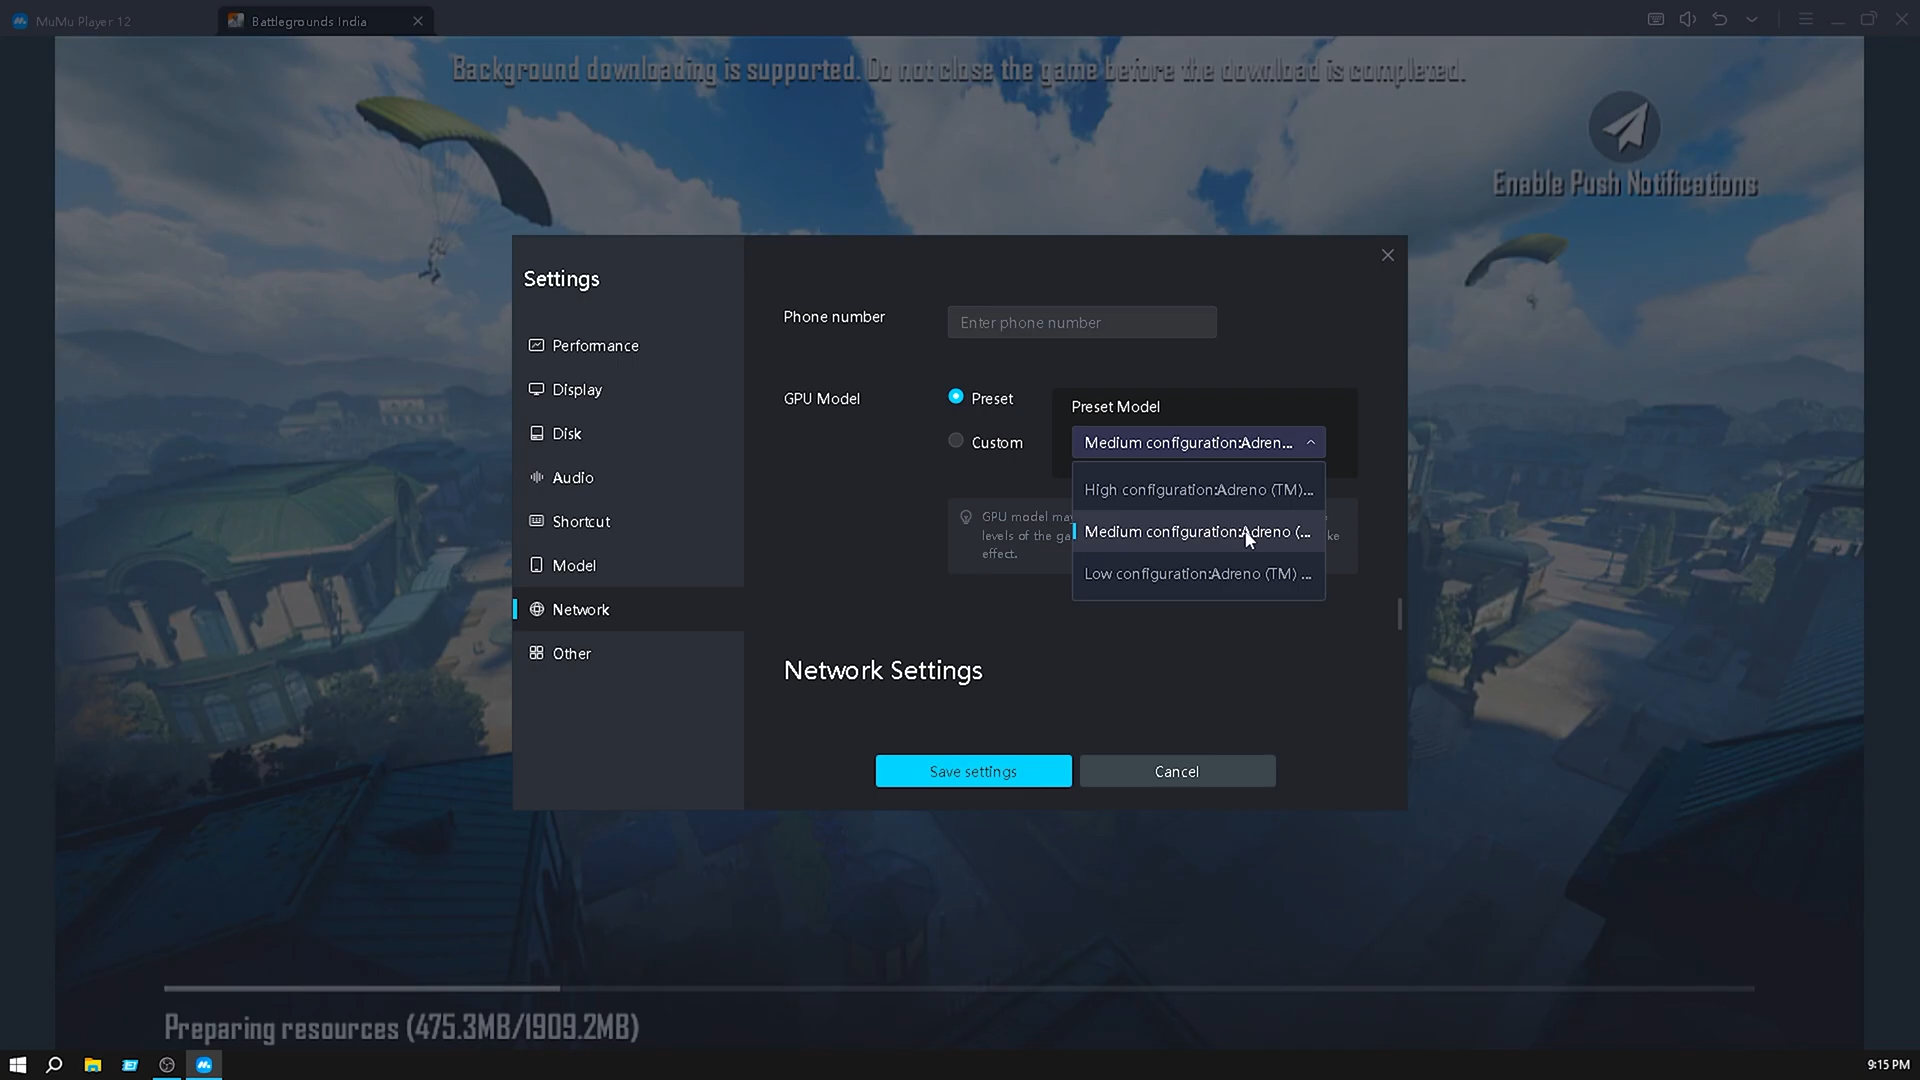 MuMu Player 12
Battlegrounds India
Background downloading is supported. Do not close the game before the download is completed.
Enable Push Notifications
Settings
Performance
Display
Disk
Audio
Shortcut
Model
Network
Other
Phone number
Enter phone number
GPU Model
Preset
Custom
Preset Model
Medium configuration:Adren...
High configuration:Adreno (TM)...
Medium configuration:Adreno (...
Low configuration:Adreno (TM) ...
GPU model may
levels of the ga
effect.
Network Settings
Save settings
Cancel
Preparing resources (475.3MB/1909.2MB)
9:15 PM